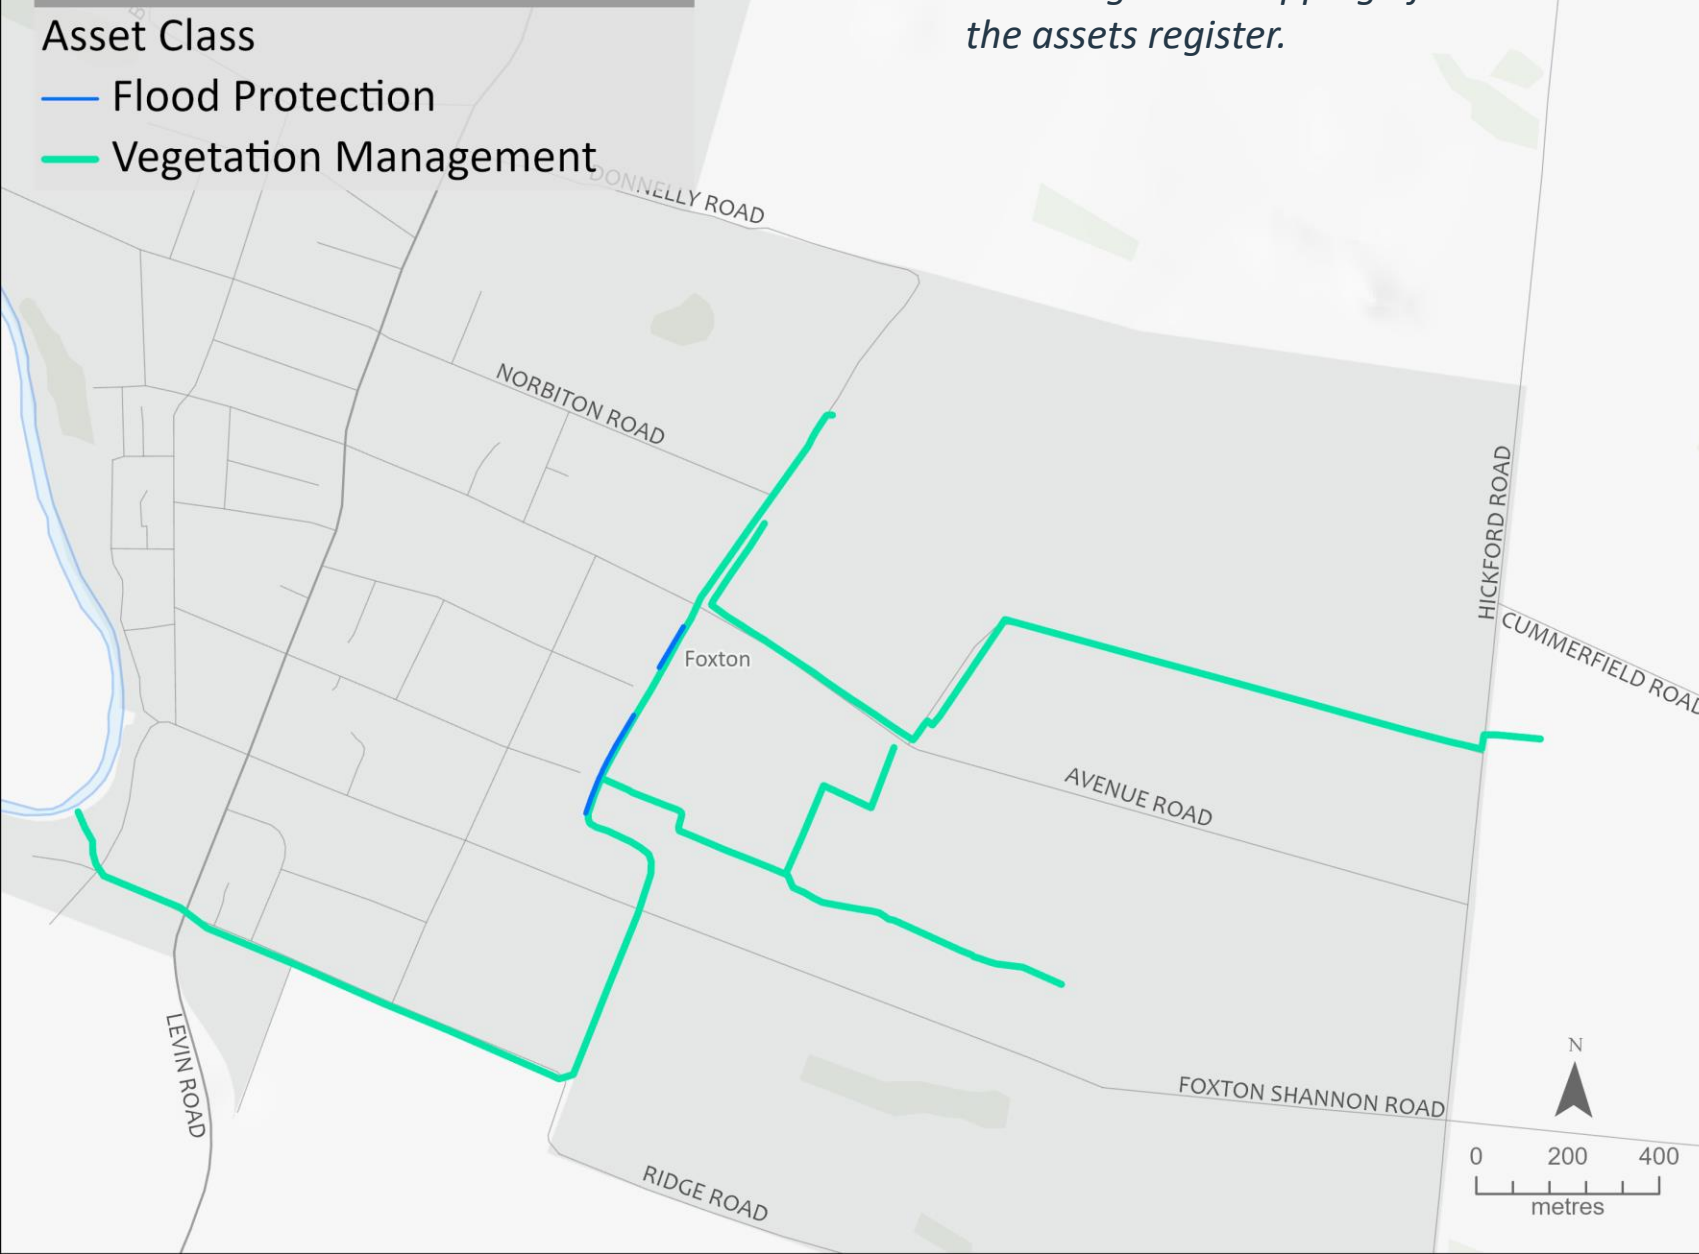 the assets register.
Asset Class
Flood Protection
Vegetation Management
DONNELLY ROAD
NORBITON ROAD
HICKFORD ROAD
CUMMERFIELD ROAD
Foxton
AVENUE ROAD
LEVIN ROAD
FOXTON SHANNON ROAD
RIDGE ROAD
N
0 200 400
metres